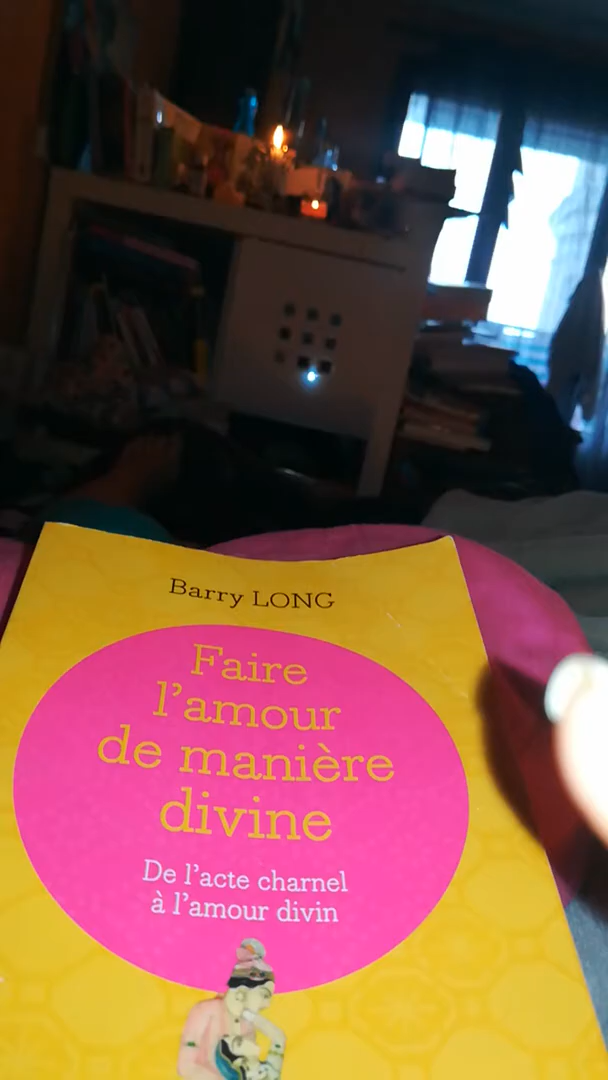 Barry LONG
Faire
l'amour
de manière
divine
De l'acte charnel
à l'amour divin